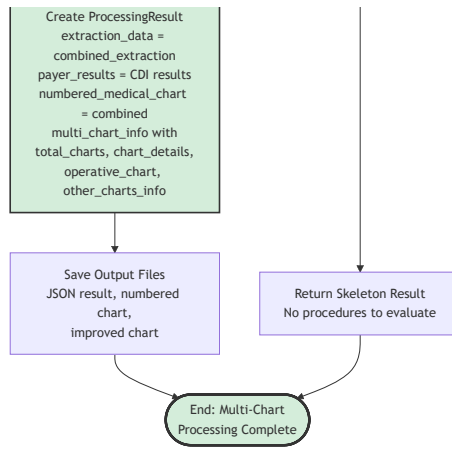 Create ProcessingResult
extraction_data =
combined_extraction
payer_results = CDI results
numbered_medical_chart
= combined
multi_chart_info with
total_charts, chart_details,
operative_chart,
other_charts_info
Save Output Files
JSON result, numbered
chart,
improved chart
Return Skeleton Result
No procedures to evaluate
End: Multi-Chart
Processing Complete